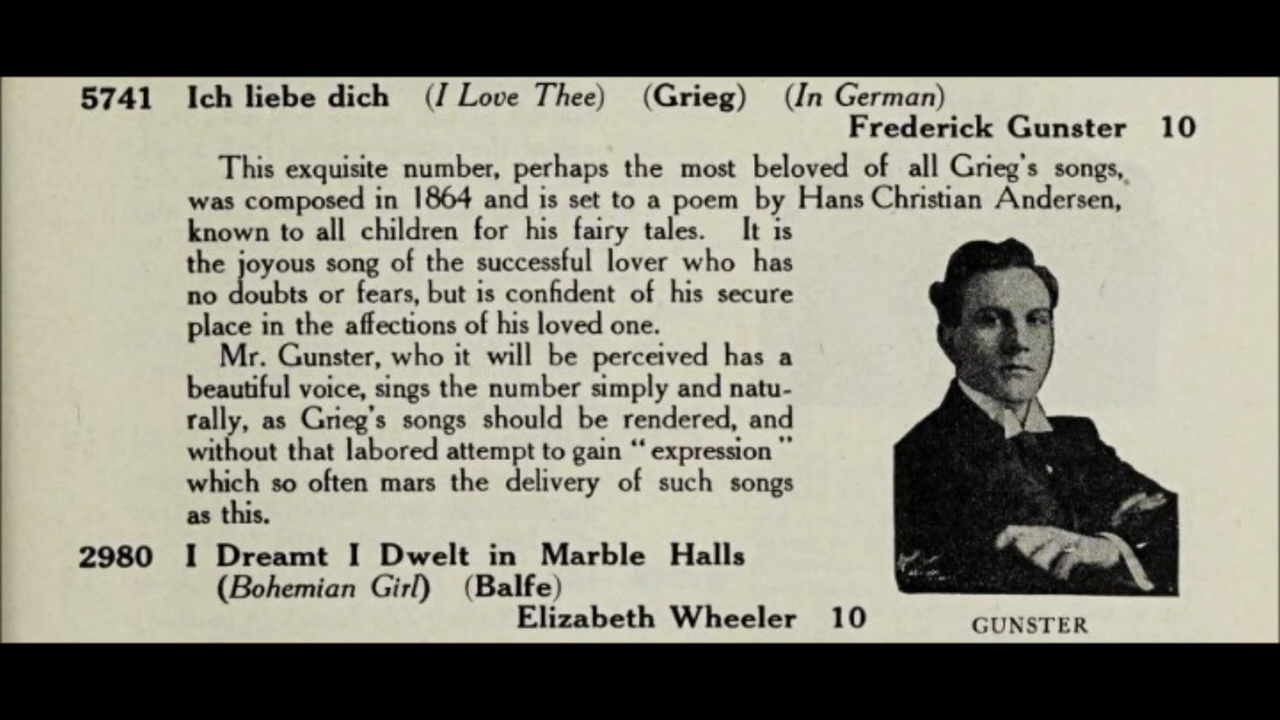 5741 Ich liebe dich (I Love Thee) (Grieg) (In German)
Frederick Gunster 10
This exquisite number, perhaps the most beloved of all Grieg's songs,
was composed in 1864 and is set to a poem by Hans Christian Andersen,
known to all children for his fairy tales. It is
the joyous song of the successful lover who has
no doubts or fears, but is confident of his secure
place in the affections of his loved one.
Mr. Gunster, who it will be perceived has a
beautiful voice, sings the number simply and natu-
rally, as Grieg's songs should be rendered, and
without that labored attempt to gain "expression"
which so often mars the delivery of such songs
as this.
2980 I Dreamt I Dwelt in Marble Halls
(Bohemian Girl) (Balfe)
Elizabeth Wheeler 10
GUNSTER